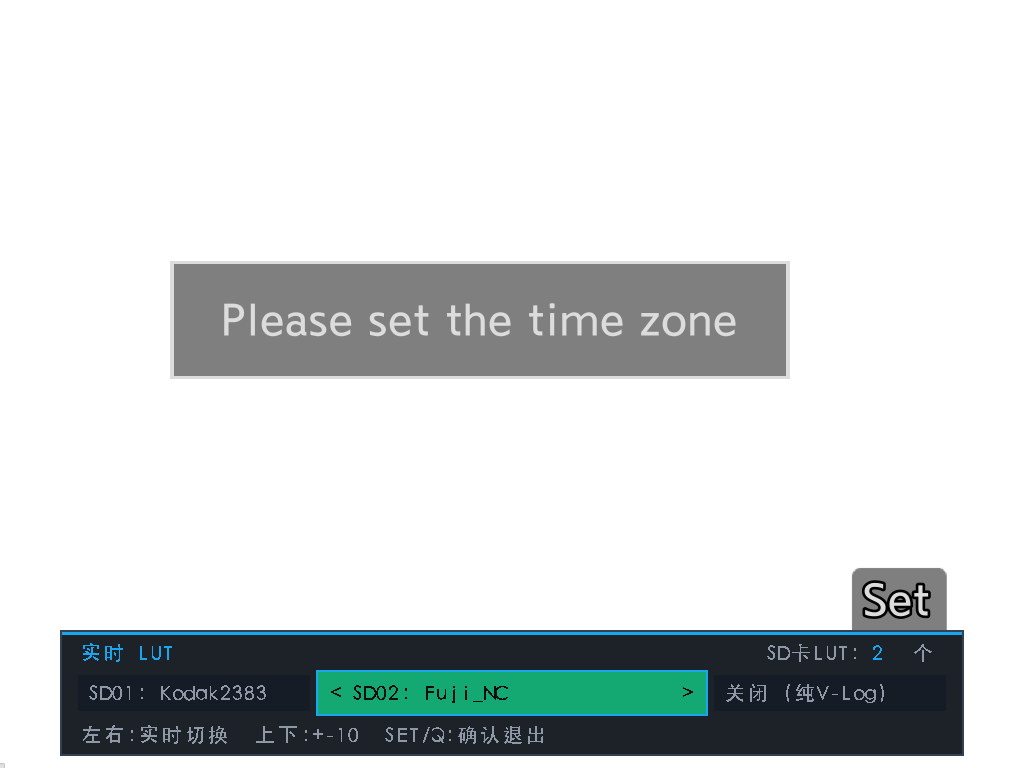 Please set the time zone
Set
实时 LUT SD卡LUT: 2 个
SD01: Kodak2383 < SD02: Fuji_NC > 关闭 (纯V-Log)
左右:实时切换 上下:+-10 SET/Q:确认退出